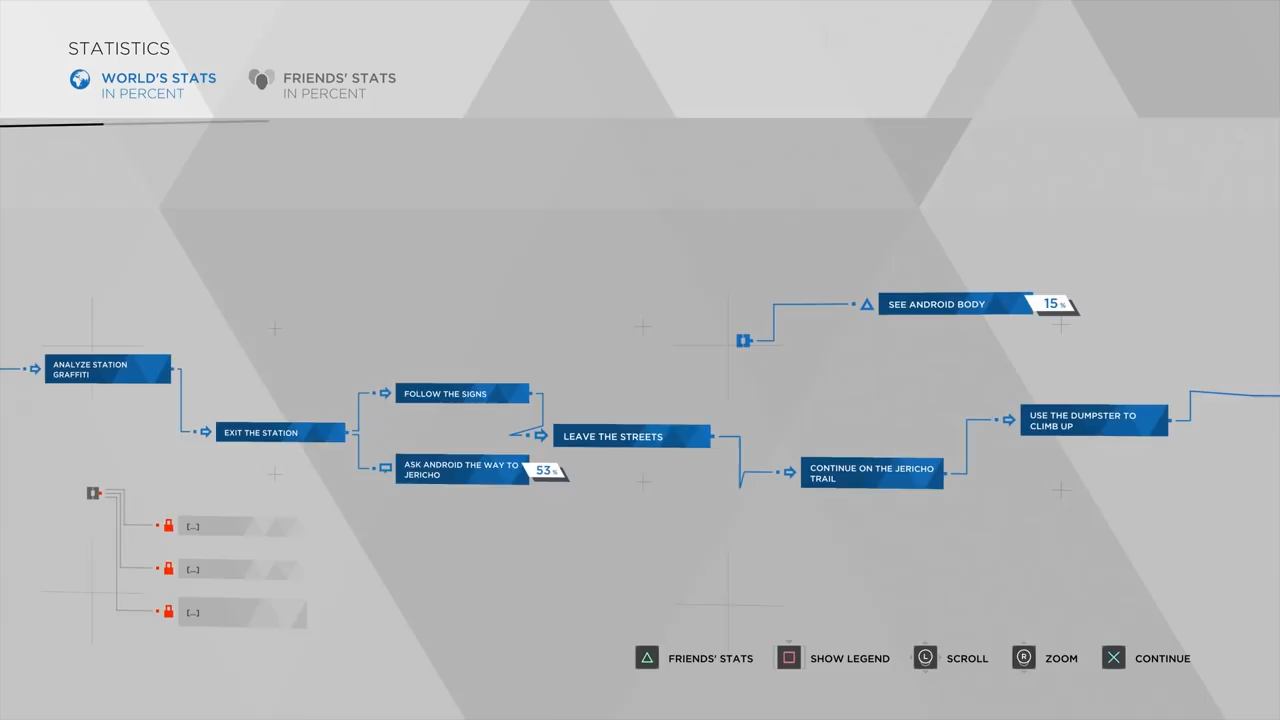 STATISTICS
WORLD'S STATS
IN PERCENT
FRIENDS' STATS
IN PERCENT
SEE ANDROID BODY
15 %
ANALYZE STATION
GRAFFITI
FOLLOW THE SIGNS
EXIT THE STATION
LEAVE THE STREETS
USE THE DUMPSTER TO
CLIMB UP
ASK ANDROID THE WAY TO
JERICHO
53 %
CONTINUE ON THE JERICHO
TRAIL
[...]
[...]
[...]
FRIENDS' STATS
SHOW LEGEND
L
SCROLL
R
ZOOM
CONTINUE